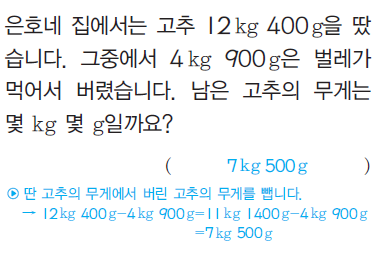 은호네 집에서는 고추 12 kg 400 g을 땄
습니다. 그중에서 4 kg 900 g은 벌레가
먹어서 버렸습니다. 남은 고추의 무게는
몇 kg 몇 g일까요?
( 7 kg 500 g )
▷ 딴 고추의 무게에서 버린 고추의 무게를 뺍니다.
→ 12 kg 400 g-4 kg 900 g=11 kg 1400 g-4 kg 900 g
=7 kg 500 g